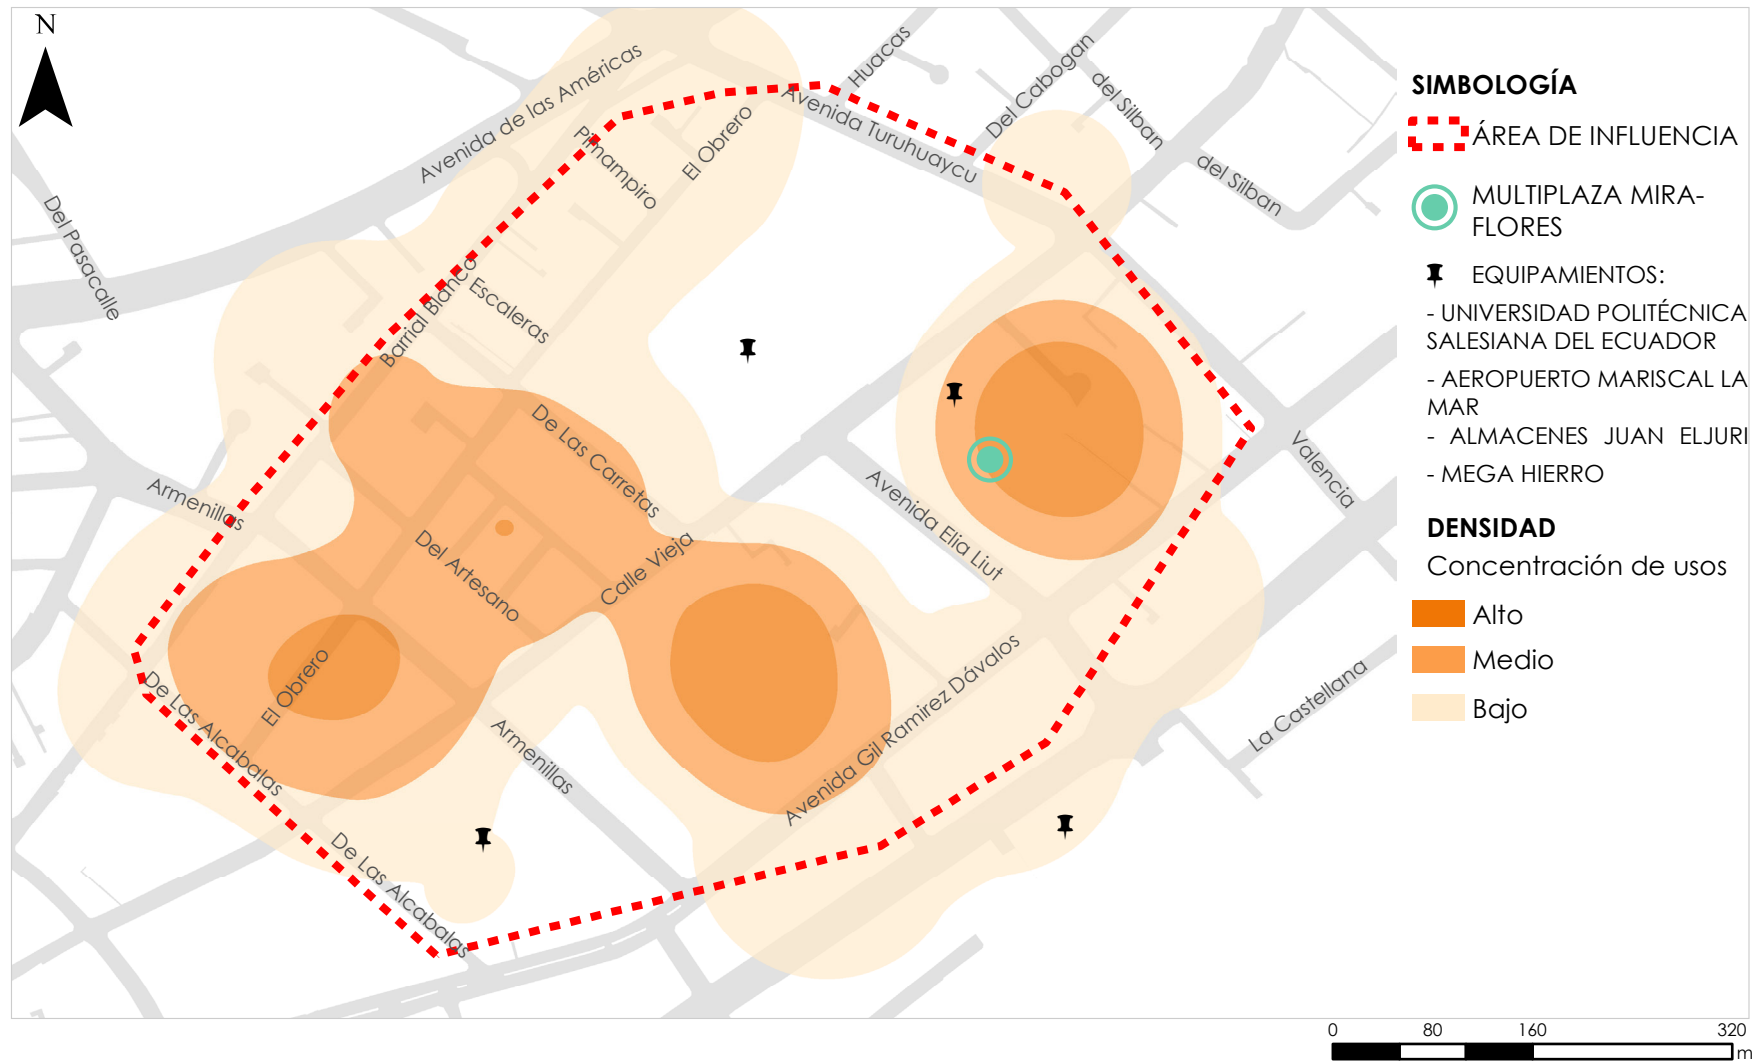 N
Avenida de las Américas
Huacas
Del Cabogan
del Silban
del Silban
Avenida Turuhuaycu
Pimampiro
El Obrero
Del Pasacalle
Barrial Blanco
Escaleras
De Las Carretas
Armenillas
Del Artesano
Calle Vieja
Avenida Elia Liut
Valencia
El Obrero
De Las Alcabalas
Armenillas
Avenida Gil Ramirez Dávalos
La Castellana
De Las Alcabalas
SIMBOLOGÍA
ÁREA DE INFLUENCIA
MULTIPLAZA MIRA-
FLORES
EQUIPAMIENTOS:
- UNIVERSIDAD POLITÉCNICA
SALESIANA DEL ECUADOR
- AEROPUERTO MARISCAL LA
MAR
- ALMACENES JUAN ELJURI
- MEGA HIERRO
DENSIDAD
Concentración de usos
Alto
Medio
Bajo
0 80 160 320
m